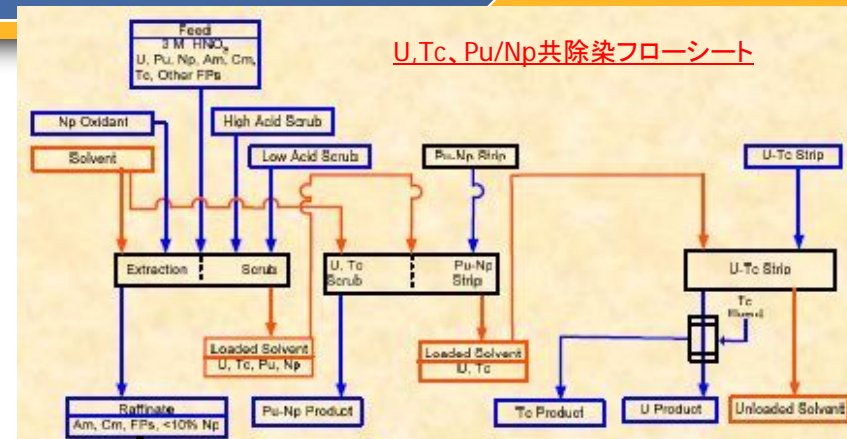 U,Tc、Pu/Np共除染フローシート
Feed
3 M HNO3
U, Pu, Np, Am, Cm,
Tc, Other FPs
Np Oxidant
High Acid Scrub
Solvent
Low Acid Scrub
Pu-Np Strip
U-Tc Strip
Extraction
Scrub
U, Tc
Scrub
Pu-Np
Strip
U-Tc Strip
Tc
Loaded Solvent
U, Tc, Pu, Np
Loaded Solvent
U, Tc
Raffinate
Am, Cm, FPs, <10% Np
Pu-Np Product
Tc Product
U Product
Unloaded Solvent